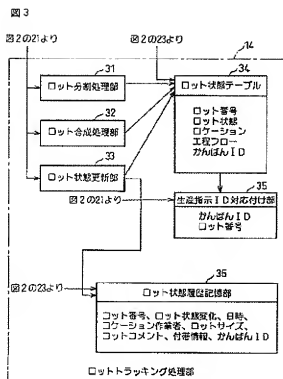 図3
図2の21より
図2の23より
14
31
ロット分割処理部
32
ロット合成処理部
33
ロット状態更新部
34
ロット状態テーブル
ロット番号
ロット状態
ロケーション
工程フロー
かんばんID
図2の21より
35
生産指示ID対応付け部
かんばんID
ロット番号
図2の23より
36
ロット状態履歴記憶部
ロット番号、ロット状態変化、日時、
ロケーション作業者、ロットサイズ、
ロットコメント、付帯情報、かんばんID
ロットトラッキング処理部